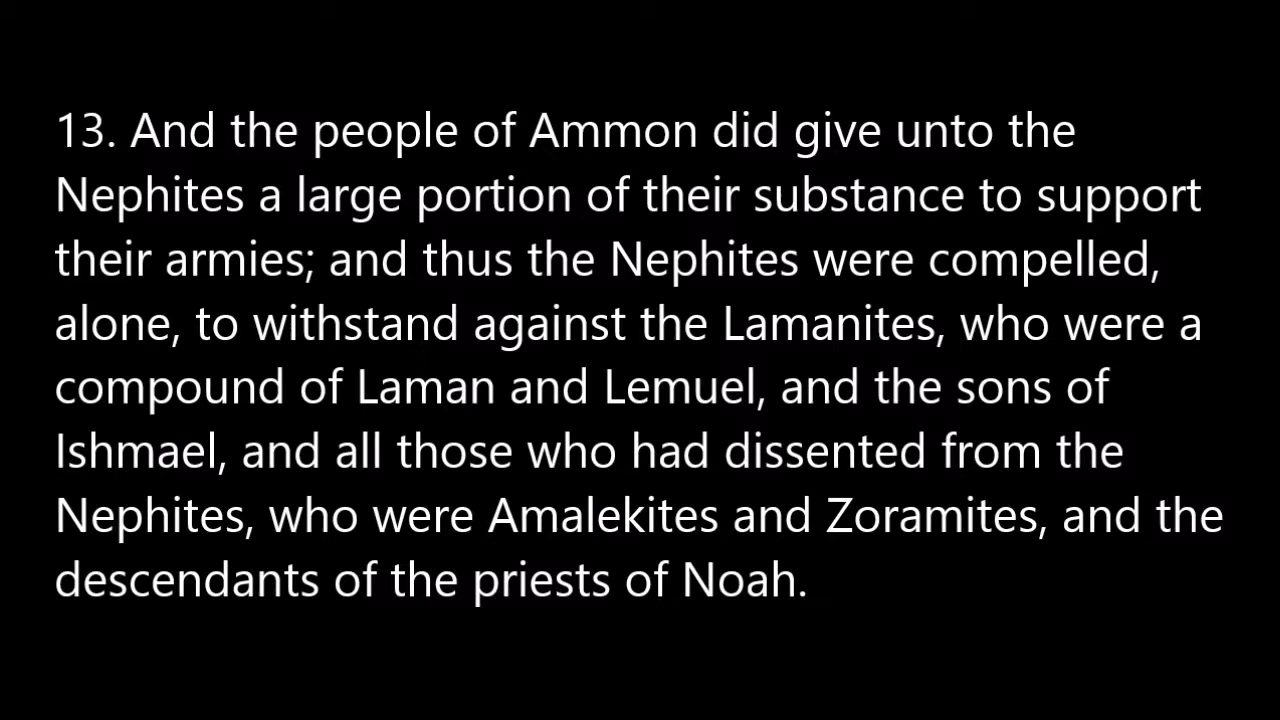 13. And the people of Ammon did give unto the
Nephites a large portion of their substance to support
their armies; and thus the Nephites were compelled,
alone, to withstand against the Lamanites, who were a
compound of Laman and Lemuel, and the sons of
Ishmael, and all those who had dissented from the
Nephites, who were Amalekites and Zoramites, and the
descendants of the priests of Noah.